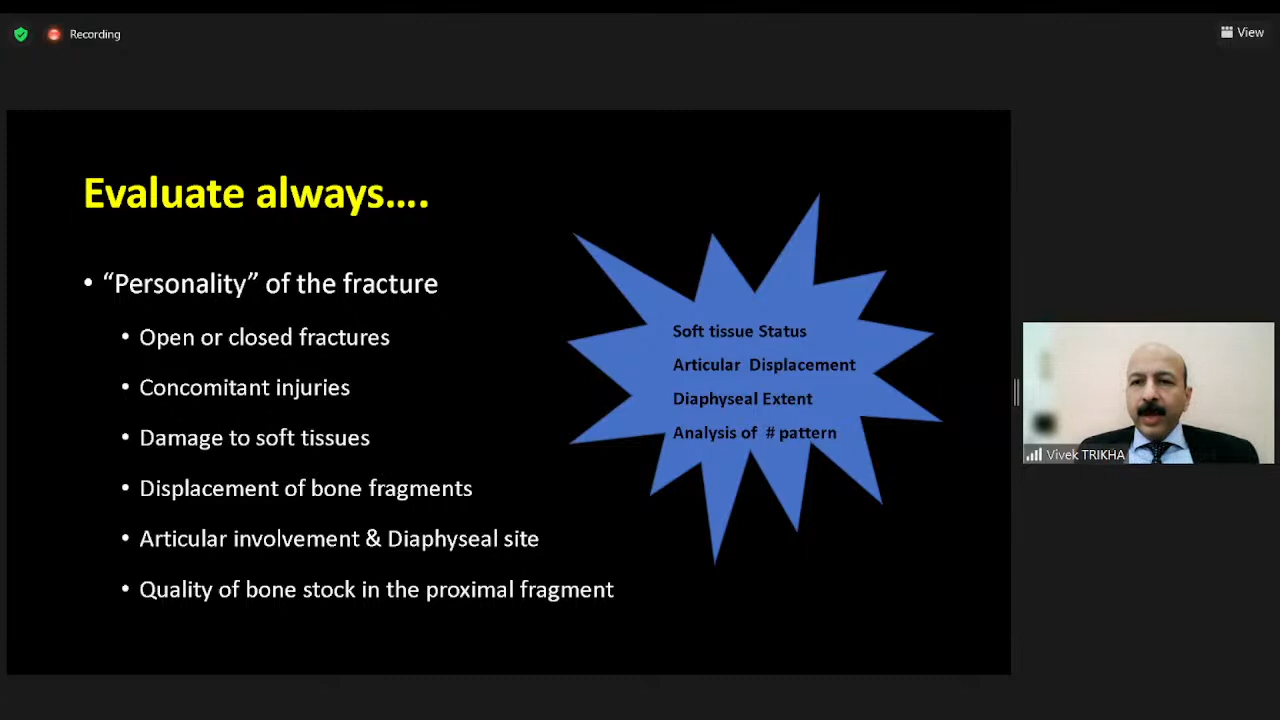 Recording
View
Evaluate always....
• “Personality” of the fracture
• Open or closed fractures
• Concomitant injuries
• Damage to soft tissues
• Displacement of bone fragments
• Articular involvement & Diaphyseal site
• Quality of bone stock in the proximal fragment
Soft tissue Status
Articular Displacement
Diaphyseal Extent
Analysis of # pattern
Vivek TRIKHA